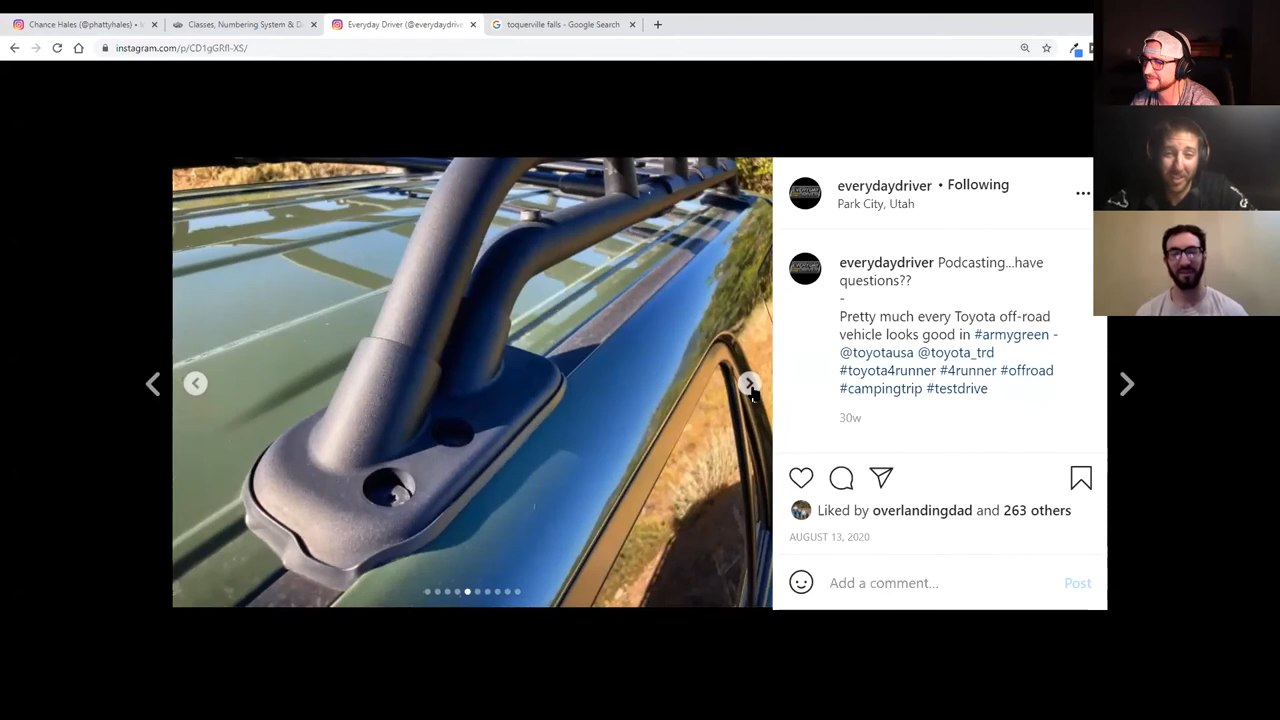 Chance Hales (@phattyhales) •
Classes, Numbering System & D
Everyday Driver (@everydaydrive
toquerville falls - Google Search
instagram.com/p/CD1gGRfl-XS/
everydaydriver • Following
Park City, Utah
everydaydriver Podcasting...have
questions??
-
Pretty much every Toyota off-road
vehicle looks good in #armygreen -
@toyotausa @toyota_trd
#toyota4runner #4runner #offroad
#campingtrip #testdrive
30w
Liked by overlandingdad and 263 others
AUGUST 13, 2020
Add a comment...
Post